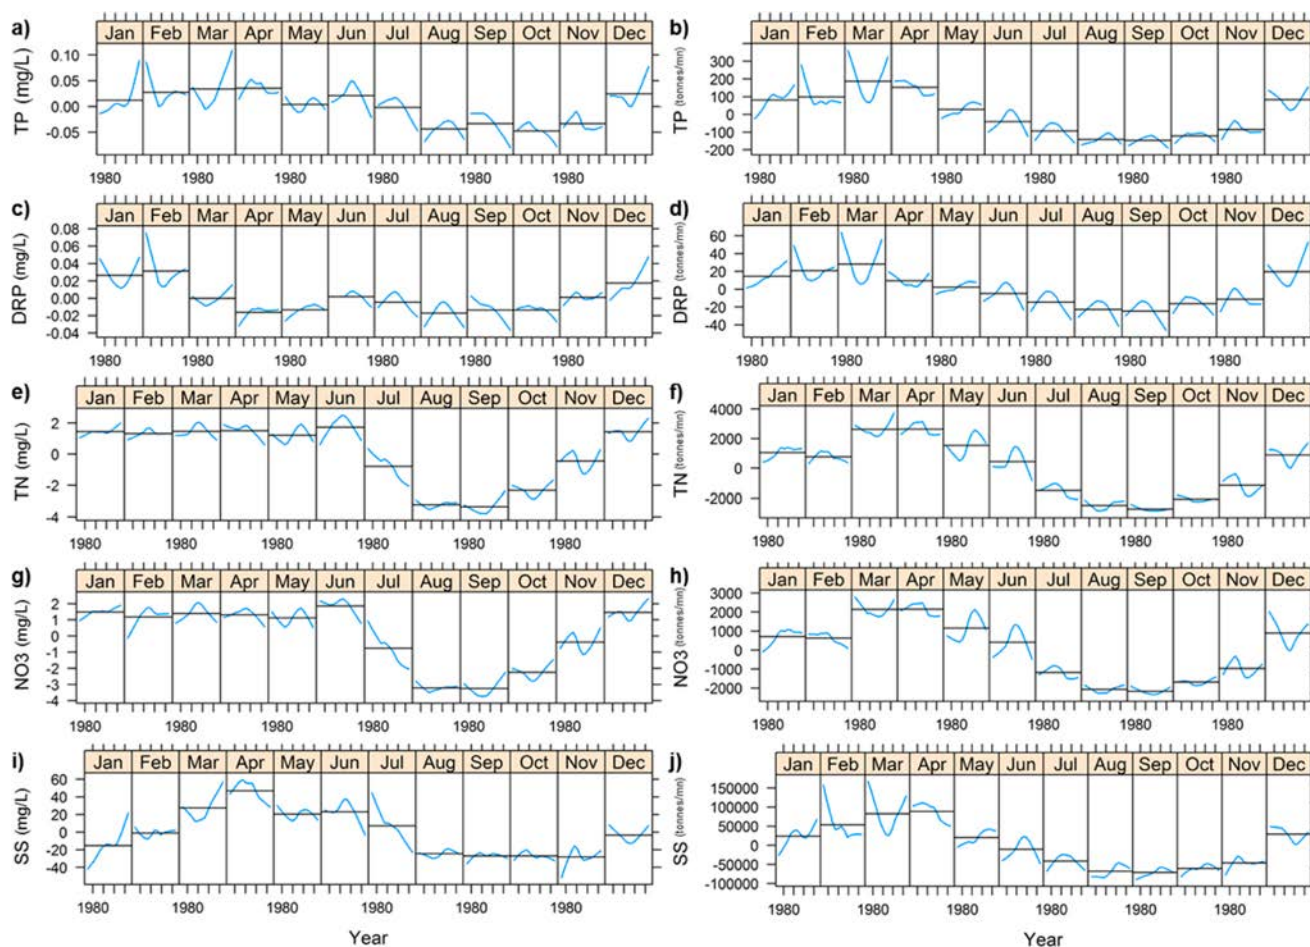 a)
Jan Feb Mar Apr May Jun Jul Aug Sep Oct Nov Dec
TP (mg/L)
0.10
0.05
0.00
-0.05
1980 1980 1980 1980 1980 1980
b)
Jan Feb Mar Apr May Jun Jul Aug Sep Oct Nov Dec
TP (tonnes/mn)
300
200
100
0
-100
-200
1980 1980 1980 1980 1980 1980
c)
Jan Feb Mar Apr May Jun Jul Aug Sep Oct Nov Dec
DRP (mg/L)
0.08
0.06
0.04
0.02
0.00
-0.02
-0.04
1980 1980 1980 1980 1980 1980
d)
Jan Feb Mar Apr May Jun Jul Aug Sep Oct Nov Dec
DRP (tonnes/mn)
60
40
20
0
-20
-40
1980 1980 1980 1980 1980 1980
e)
Jan Feb Mar Apr May Jun Jul Aug Sep Oct Nov Dec
TN (mg/L)
2
0
-2
-4
1980 1980 1980 1980 1980 1980
f)
Jan Feb Mar Apr May Jun Jul Aug Sep Oct Nov Dec
TN (tonnes/mn)
4000
2000
0
-2000
1980 1980 1980 1980 1980 1980
g)
Jan Feb Mar Apr May Jun Jul Aug Sep Oct Nov Dec
NO3 (mg/L)
2
1
0
-1
-2
-3
-4
1980 1980 1980 1980 1980 1980
h)
Jan Feb Mar Apr May Jun Jul Aug Sep Oct Nov Dec
NO3 (tonnes/mn)
3000
2000
1000
0
-1000
-2000
1980 1980 1980 1980 1980 1980
i)
Jan Feb Mar Apr May Jun Jul Aug Sep Oct Nov Dec
SS (mg/L)
60
40
20
0
-20
-40
1980 1980 1980 1980 1980 1980
Year
j)
Jan Feb Mar Apr May Jun Jul Aug Sep Oct Nov Dec
SS (tonnes/mn)
150000
100000
50000
0
-50000
-100000
1980 1980 1980 1980 1980 1980
Year